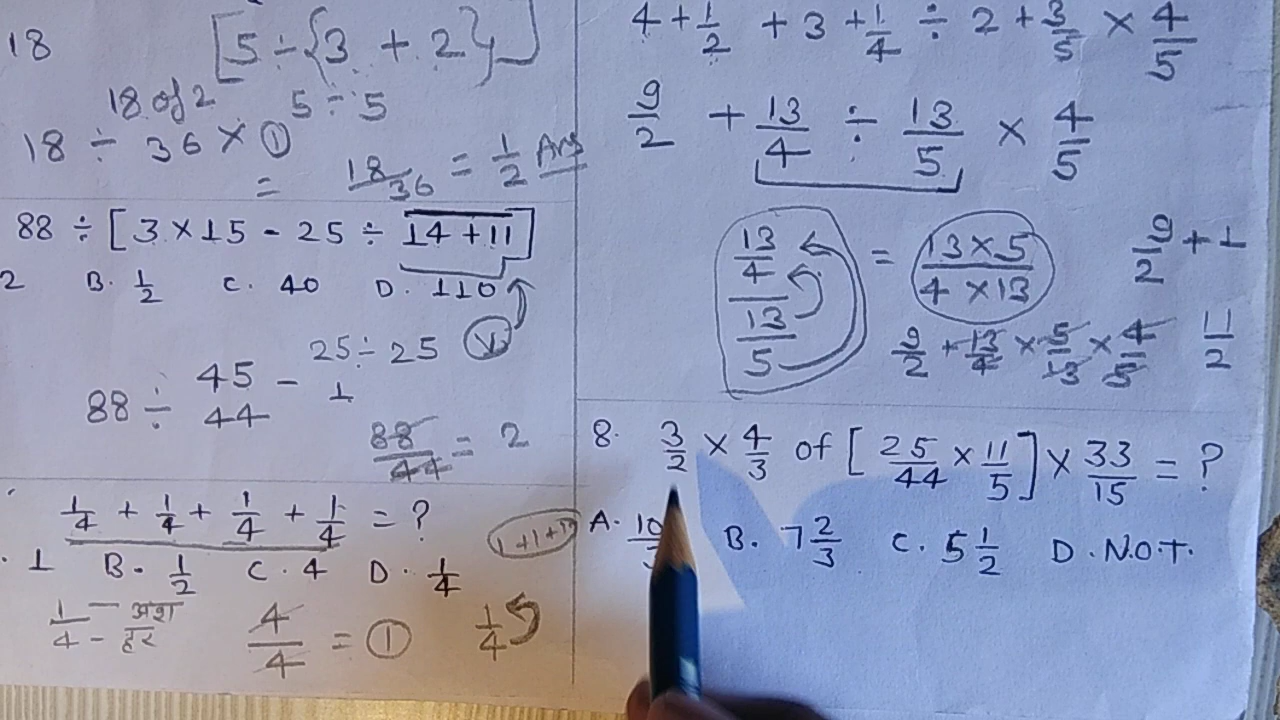 18 [5 ÷ {3 + 2}]
18 of 2 5 ÷ 5
18 ÷ 36 × 1
= 18/36 = 1/2 Ans
88 ÷ [3 × 15 - 25 ÷ 14 + 11]
2 B. 1/2 C. 40 D. 110
25 ÷ 25
88 ÷ 45 - 1
44
88/44 = 2
1/4 + 1/4 + 1/4 + 1/4 = ?
. 1 B. 1/2 C. 4 D. 1/4
1/4 - अंश
- हर
4/4 = 1 1/4
4 + 1/2 + 3 + 1/4 ÷ 2 + 3/5 × 4/5
9/2 + 13/4 ÷ 13/5 × 4/5
13/4 / 13/5 = 13 × 5 / 4 × 13 9/2 + 1
9/2 + 13/4 × 5/13 × 4/5 11/2
8. 3/2 × 4/3 of [25/44 × 11/5] × 33/15 = ?
A. 10 B. 7 2/3 C. 5 1/2 D. N.O.T.